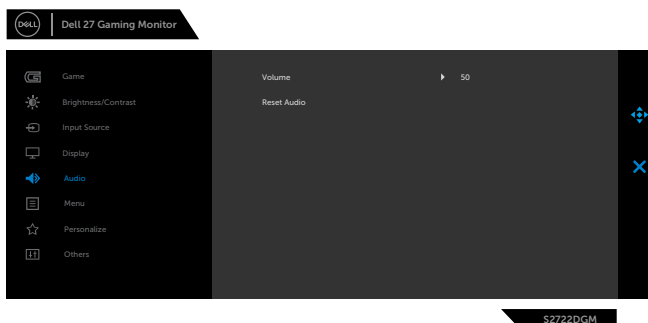 DELL Dell 27 Gaming Monitor
Game
Volume 50
Brightness/Contrast
Reset Audio
Input Source
Display
Audio
Menu
Personalize
Others
S2722DGM